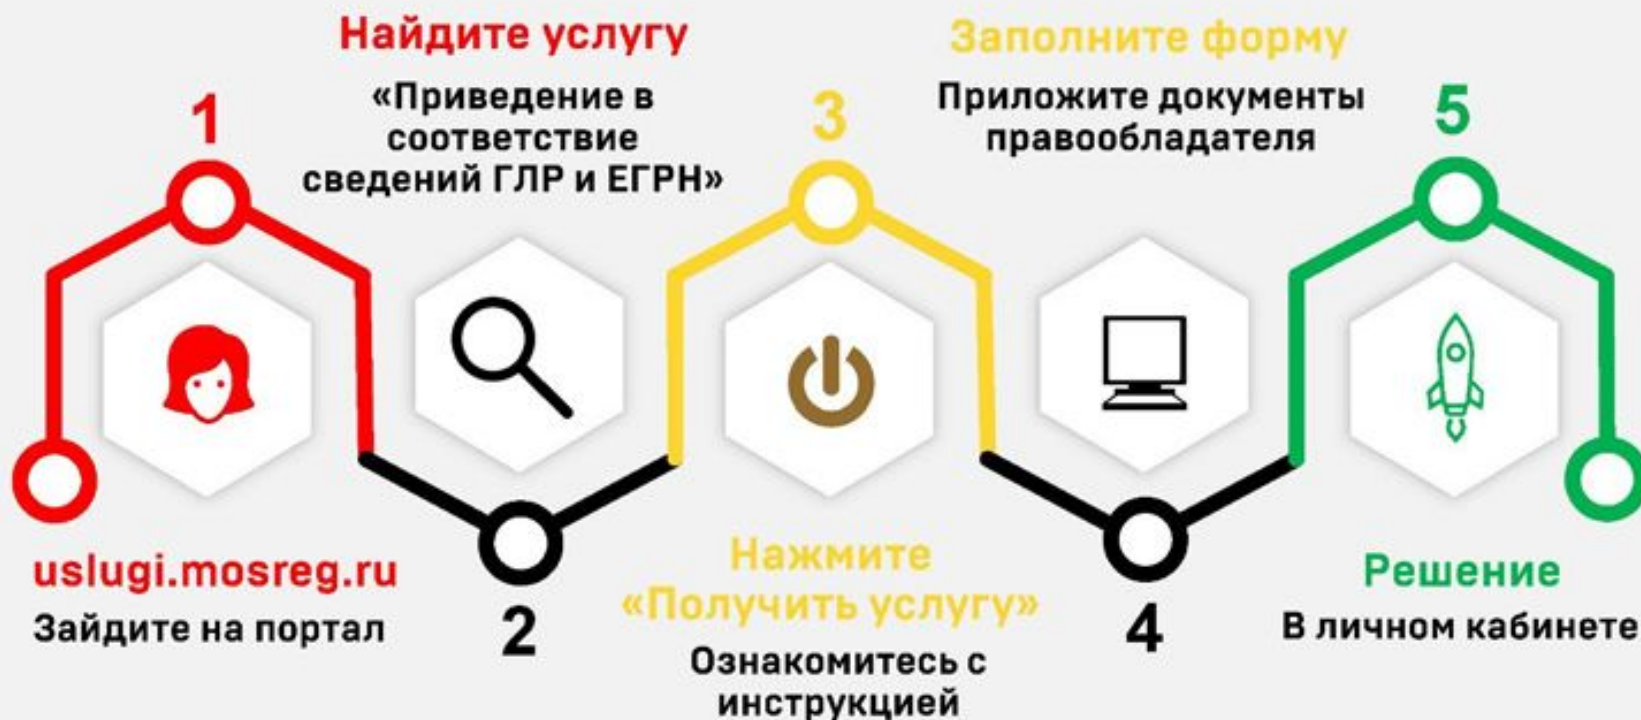 1
uslugi.mosreg.ru
Зайдите на портал
Найдите услугу
«Приведение в
соответствие
сведений ГЛР и ЕГРН»
2
3
Нажмите
«Получить услугу»
Ознакомитесь с
инструкцией
Заполните форму
Приложите документы
правообладателя
4
5
Решение
В личном кабинете